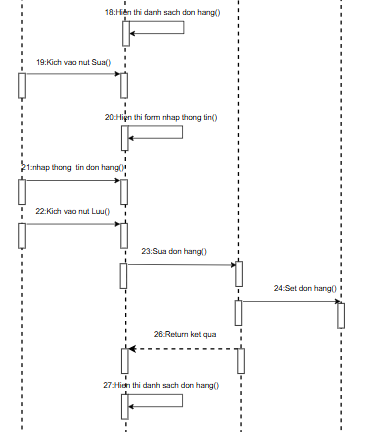 18:Hien thi danh sach don hang()
19:Kich vao nut Sua()
20:Hien thi form nhap thong tin()
21:nhap thong tin don hang()
22:Kich vao nut Luu()
23:Sua don hang()
24:Set don hang()
26:Return ket qua
27:Hien thi danh sach don hang()